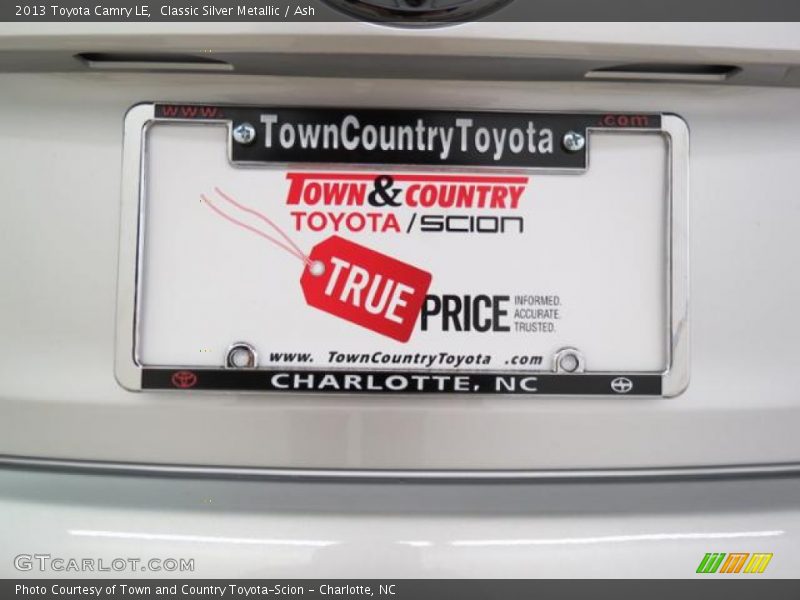 2013 Toyota Camry LE, Classic Silver Metallic / Ash
www. .com
TownCountryToyota
TOWN & COUNTRY
TOYOTA / SCION
TRUE PRICE
INFORMED.
ACCURATE.
TRUSTED.
www. TownCountryToyota .com
CHARLOTTE, NC
GTCARLOT.COM
Photo Courtesy of Town and Country Toyota-Scion - Charlotte, NC